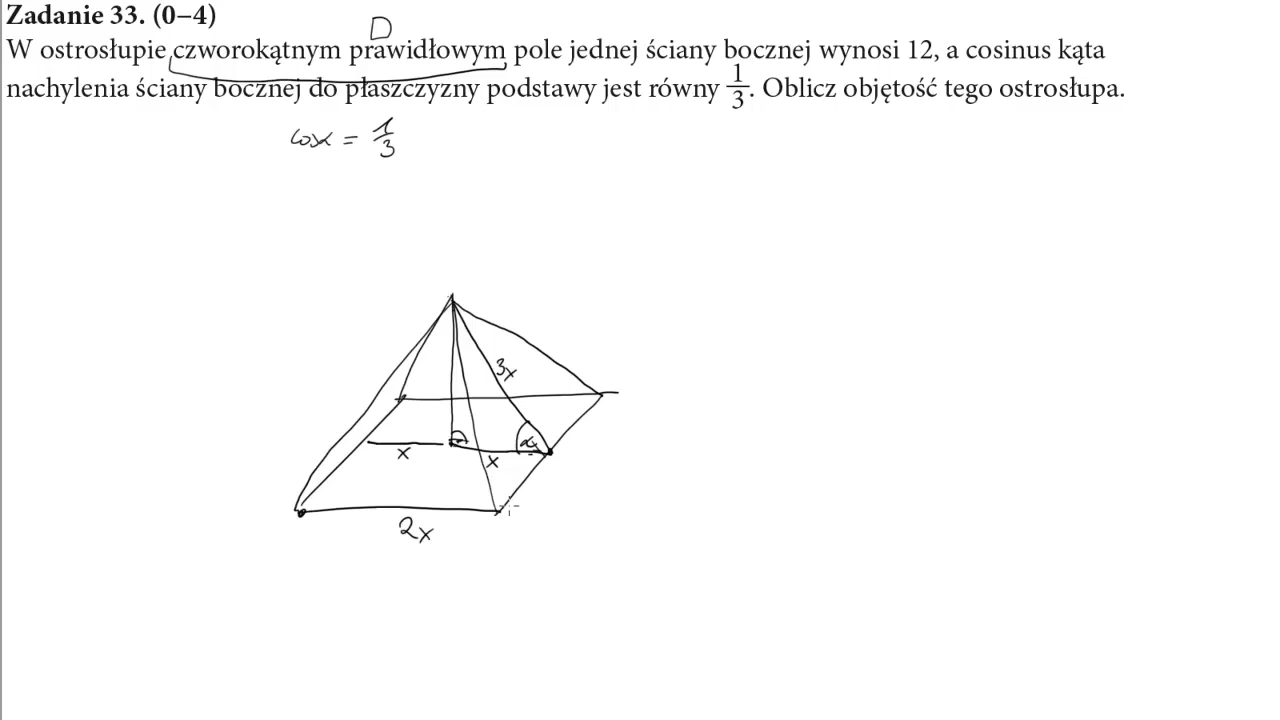 Zadanie 33. (0–4)
D
W ostrosłupie czworokątnym prawidłowym pole jednej ściany bocznej wynosi 12, a cosinus kąta
nachylenia ściany bocznej do płaszczyzny podstawy jest równy 1/3. Oblicz objętość tego ostrosłupa.
cosα = 1/3
3x
α
x
x
2x